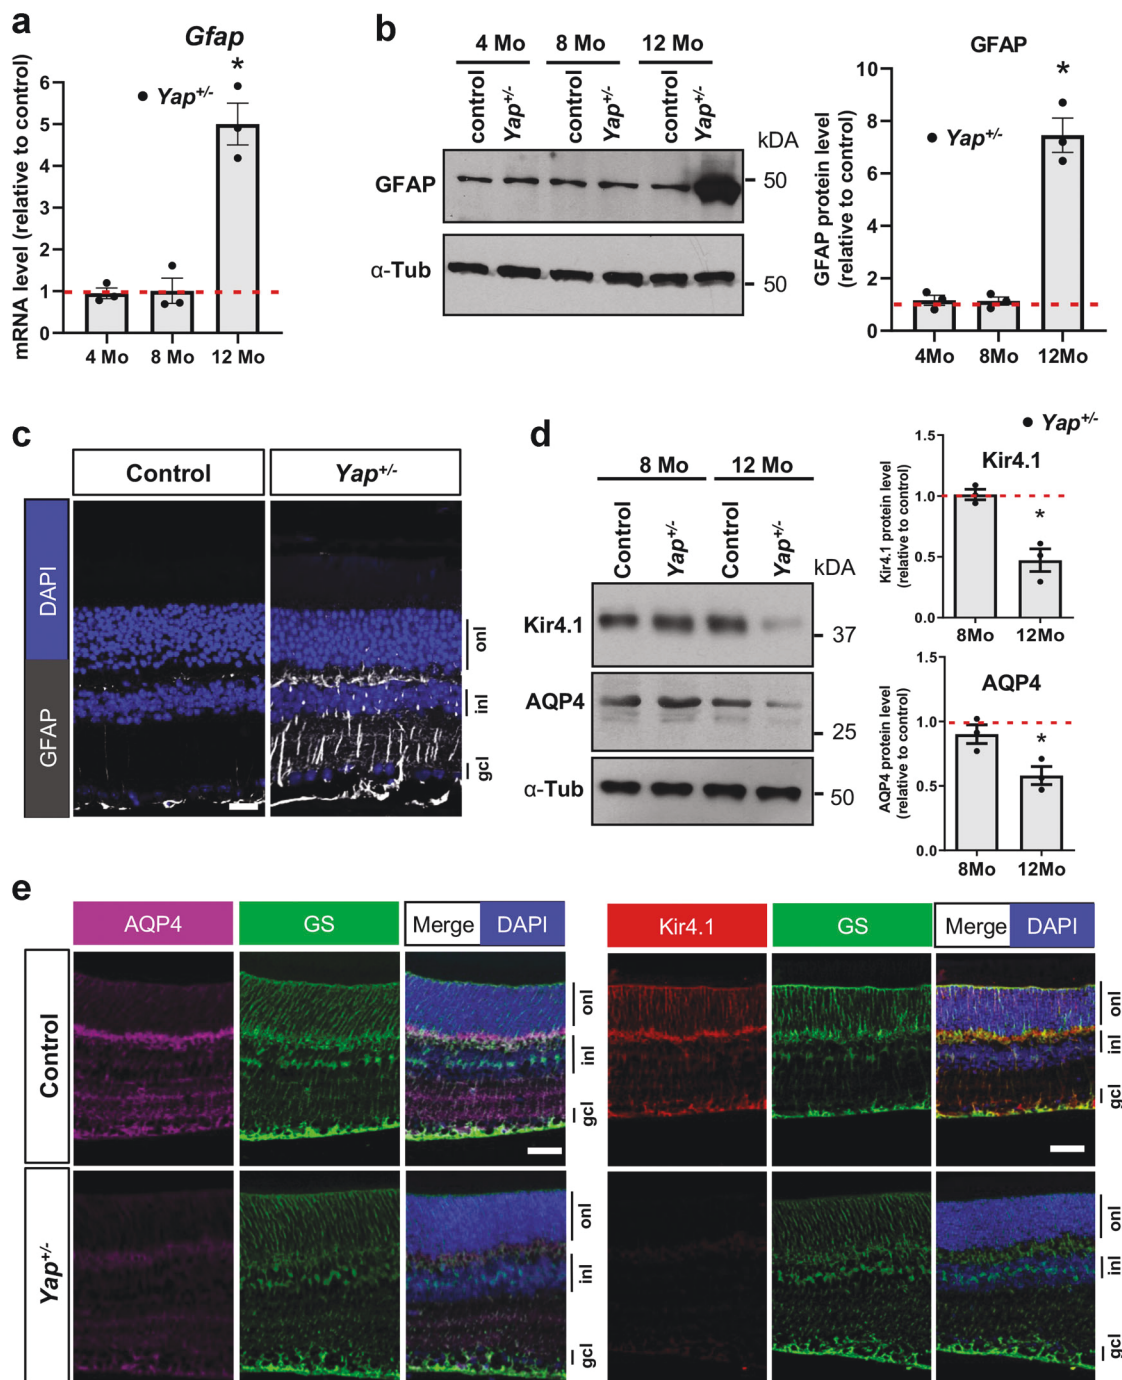 a
Gfap
mRNA level (relative to control)
6
5
4
3
2
1
0
Yap+/-
*
4 Mo 8 Mo 12 Mo
b
4 Mo 8 Mo 12 Mo
control Yap+/- control Yap+/- control Yap+/-
kDA
GFAP
50
α-Tub
50
GFAP
GFAP protein level
(relative to control)
10
8
6
4
2
0
Yap+/-
*
4Mo 8Mo 12Mo
c
Control Yap+/-
DAPI
GFAP
onl
inl
gcl
d
8 Mo 12 Mo
Control Yap+/- Control Yap+/-
kDA
Kir4.1
37
AQP4
25
α-Tub
50
Yap+/-
Kir4.1
Kir4.1 protein level
(relative to control)
1.5
1.0
0.5
0.0
*
8Mo 12Mo
AQP4
AQP4 protein level
(relative to control)
1.5
1.0
0.5
0.0
*
8Mo 12Mo
e
AQP4 GS Merge DAPI Kir4.1 GS Merge DAPI
Control
onl
inl
gcl
onl
inl
gcl
Yap+/-
onl
inl
gcl
onl
inl
gcl